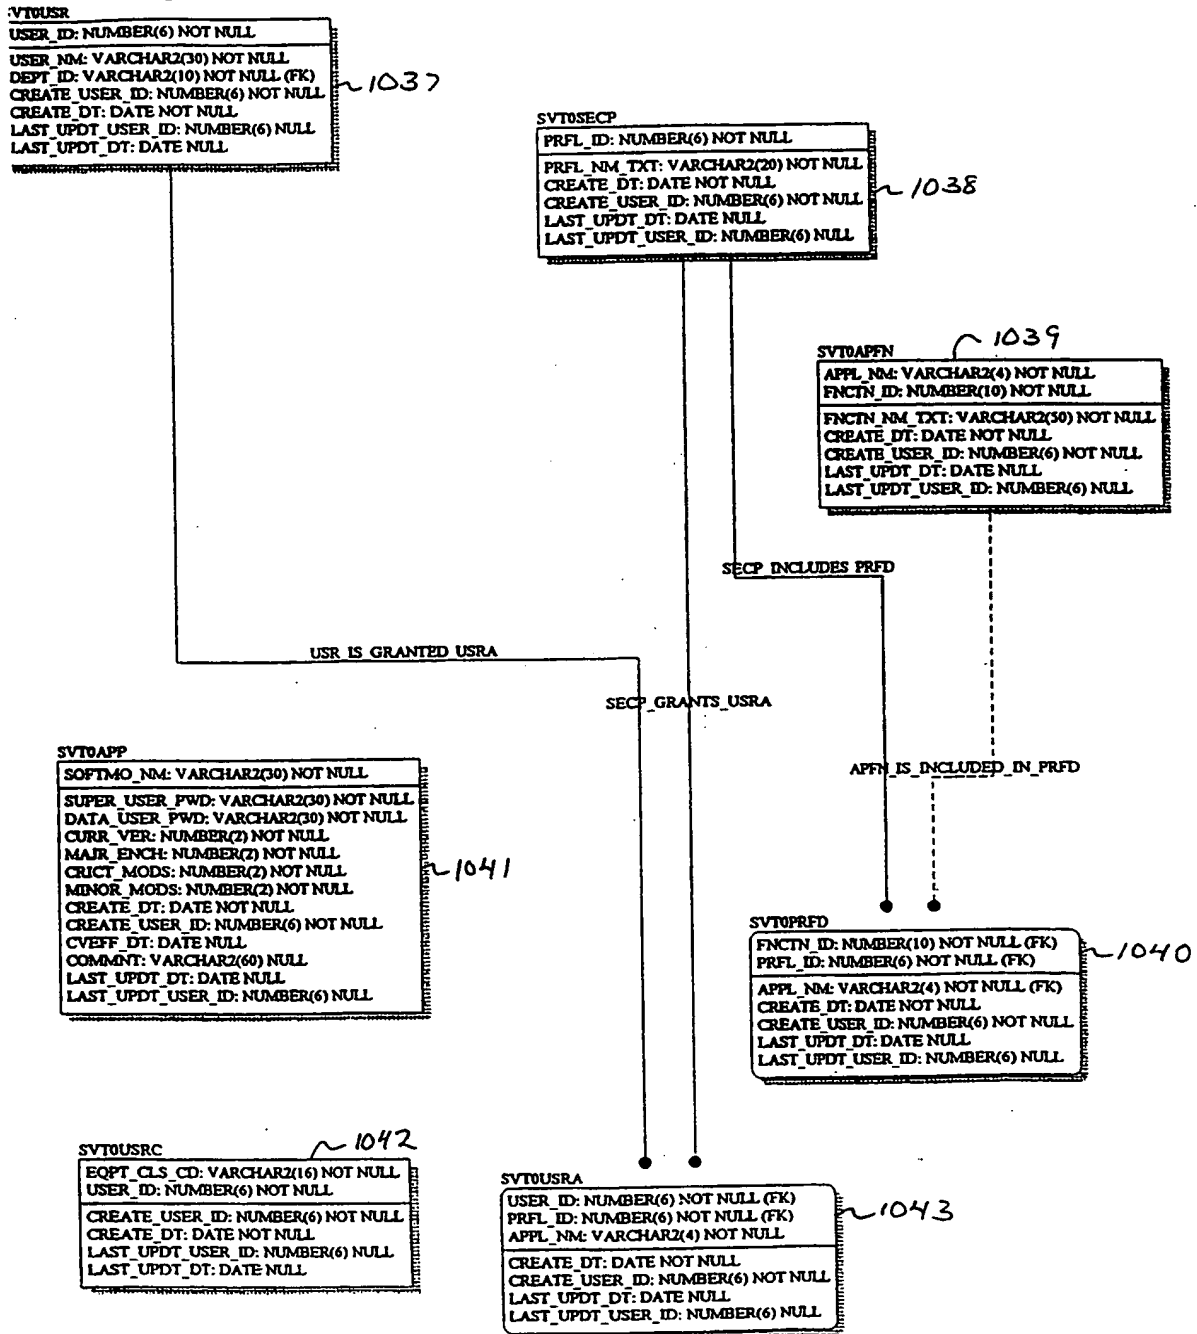 SVT0USR
USER_ID: NUMBER(6) NOT NULL
USER_NM: VARCHAR2(30) NOT NULL
DEPT_ID: VARCHAR2(10) NOT NULL (FK)
CREATE_USER_ID: NUMBER(6) NOT NULL
CREATE_DT: DATE NOT NULL
LAST_UPDT_USER_ID: NUMBER(6) NULL
LAST_UPDT_DT: DATE NULL
1037
SVT0SECP
PRFL_ID: NUMBER(6) NOT NULL
PRFL_NM_TXT: VARCHAR2(20) NOT NULL
CREATE_DT: DATE NOT NULL
CREATE_USER_ID: NUMBER(6) NOT NULL
LAST_UPDT_DT: DATE NULL
LAST_UPDT_USER_ID: NUMBER(6) NULL
1038
1039
SVT0APFN
APPL_NM: VARCHAR2(4) NOT NULL
FNCTN_ID: NUMBER(10) NOT NULL
FNCTN_NM_TXT: VARCHAR2(50) NOT NULL
CREATE_DT: DATE NOT NULL
CREATE_USER_ID: NUMBER(6) NOT NULL
LAST_UPDT_DT: DATE NULL
LAST_UPDT_USER_ID: NUMBER(6) NULL
SECP_INCLUDES PRFD
USR_IS_GRANTED_USRA
SECP_GRANTS_USRA
APFN_IS_INCLUDED_IN_PRFD
SVT0APP
SOFTMO_NM: VARCHAR2(30) NOT NULL
SUPER_USER_PWD: VARCHAR2(30) NOT NULL
DATA_USER_PWD: VARCHAR2(30) NOT NULL
CURR_VER: NUMBER(2) NOT NULL
MAJR_ENCH: NUMBER(2) NOT NULL
CRICT_MODS: NUMBER(2) NOT NULL
MINOR_MODS: NUMBER(2) NOT NULL
CREATE_DT: DATE NOT NULL
CREATE_USER_ID: NUMBER(6) NOT NULL
CVEFF_DT: DATE NULL
COMMNT: VARCHAR2(60) NULL
LAST_UPDT_DT: DATE NULL
LAST_UPDT_USER_ID: NUMBER(6) NULL
1041
SVT0PRFD
FNCTN_ID: NUMBER(10) NOT NULL (FK)
PRFL_ID: NUMBER(6) NOT NULL (FK)
APPL_NM: VARCHAR2(4) NOT NULL (FK)
CREATE_DT: DATE NOT NULL
CREATE_USER_ID: NUMBER(6) NOT NULL
LAST_UPDT_DT: DATE NULL
LAST_UPDT_USER_ID: NUMBER(6) NULL
1040
1042
SVT0USRC
EQPT_CLS_CD: VARCHAR2(16) NOT NULL
USER_ID: NUMBER(6) NOT NULL
CREATE_USER_ID: NUMBER(6) NOT NULL
CREATE_DT: DATE NOT NULL
LAST_UPDT_USER_ID: NUMBER(6) NULL
LAST_UPDT_DT: DATE NULL
SVT0USRA
USER_ID: NUMBER(6) NOT NULL (FK)
PRFL_ID: NUMBER(6) NOT NULL (FK)
APPL_NM: VARCHAR2(4) NOT NULL
CREATE_DT: DATE NOT NULL
CREATE_USER_ID: NUMBER(6) NOT NULL
LAST_UPDT_DT: DATE NULL
LAST_UPDT_USER_ID: NUMBER(6) NULL
1043